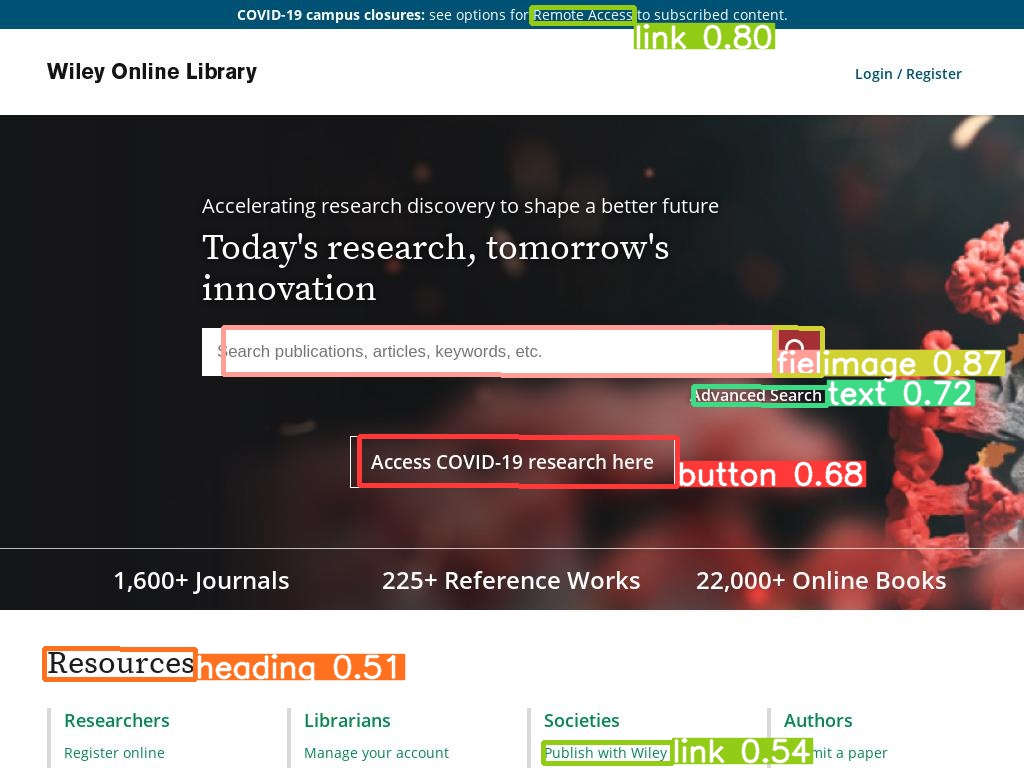 COVID-19 campus closures: see options for Remote Access to subscribed content.
link 0.80
Wiley Online Library
Login / Register
Accelerating research discovery to shape a better future
Today's research, tomorrow's
innovation
Search publications, articles, keywords, etc.
image 0.87
Advanced Search
text 0.72
Access COVID-19 research here
button 0.68
1,600+ Journals
225+ Reference Works
22,000+ Online Books
Resources
heading 0.51
Researchers
Librarians
Societies
Authors
Register online
Manage your account
Publish with Wiley
link 0.54
a paper